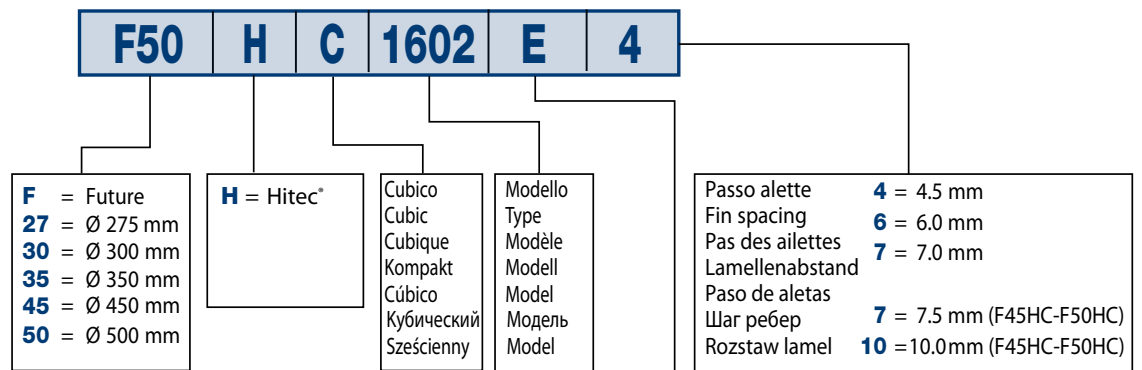 F50 H C 1602 E 4
F = Future
27 = Ø 275 mm
30 = Ø 300 mm
35 = Ø 350 mm
45 = Ø 450 mm
50 = Ø 500 mm
H = Hitec®
Cubico
Cubic
Cubique
Kompakt
Cúbico
Кубический
Sześcienny
Modello
Type
Modèle
Modell
Model
Модель
Model
Passo alette 4 = 4.5 mm
Fin spacing 6 = 6.0 mm
Pas des ailettes 7 = 7.0 mm
Lamellenabstand
Paso de aletas
Шаг ребер 7 = 7.5 mm (F45HC-F50HC)
Rozstaw lamel 10 =10.0mm (F45HC-F50HC)